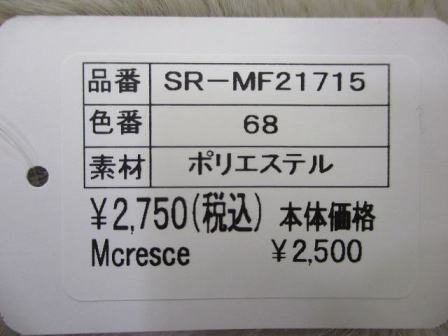 品番 SR-MF21715
色番 68
素材 ポリエステル
¥2,750(税込) 本体価格
Mcresce ¥2,500